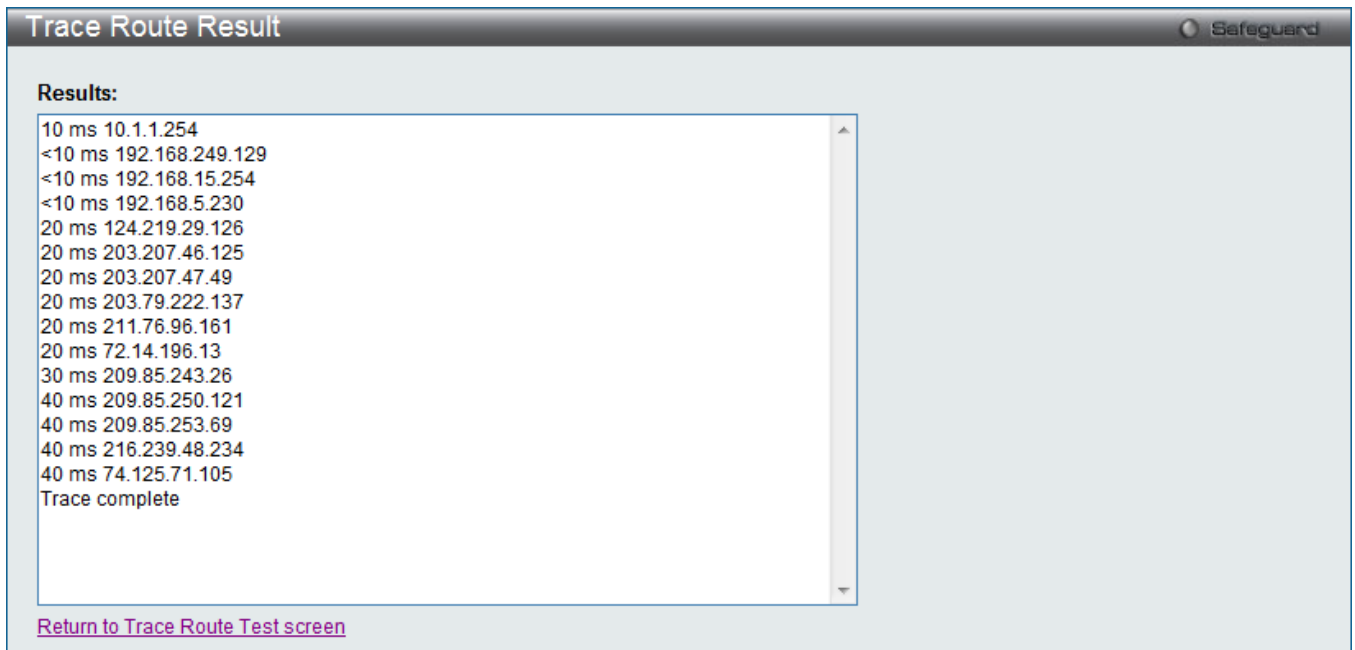 Trace Route Result
Safeguard
Results:
10 ms 10.1.1.254
<10 ms 192.168.249.129
<10 ms 192.168.15.254
<10 ms 192.168.5.230
20 ms 124.219.29.126
20 ms 203.207.46.125
20 ms 203.207.47.49
20 ms 203.79.222.137
20 ms 211.76.96.161
20 ms 72.14.196.13
30 ms 209.85.243.26
40 ms 209.85.250.121
40 ms 209.85.253.69
40 ms 216.239.48.234
40 ms 74.125.71.105
Trace complete
Return to Trace Route Test screen